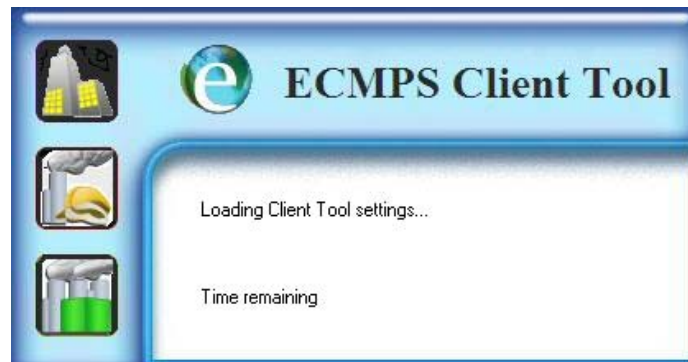 e ECMPS Client Tool
Loading Client Tool settings...
Time remaining